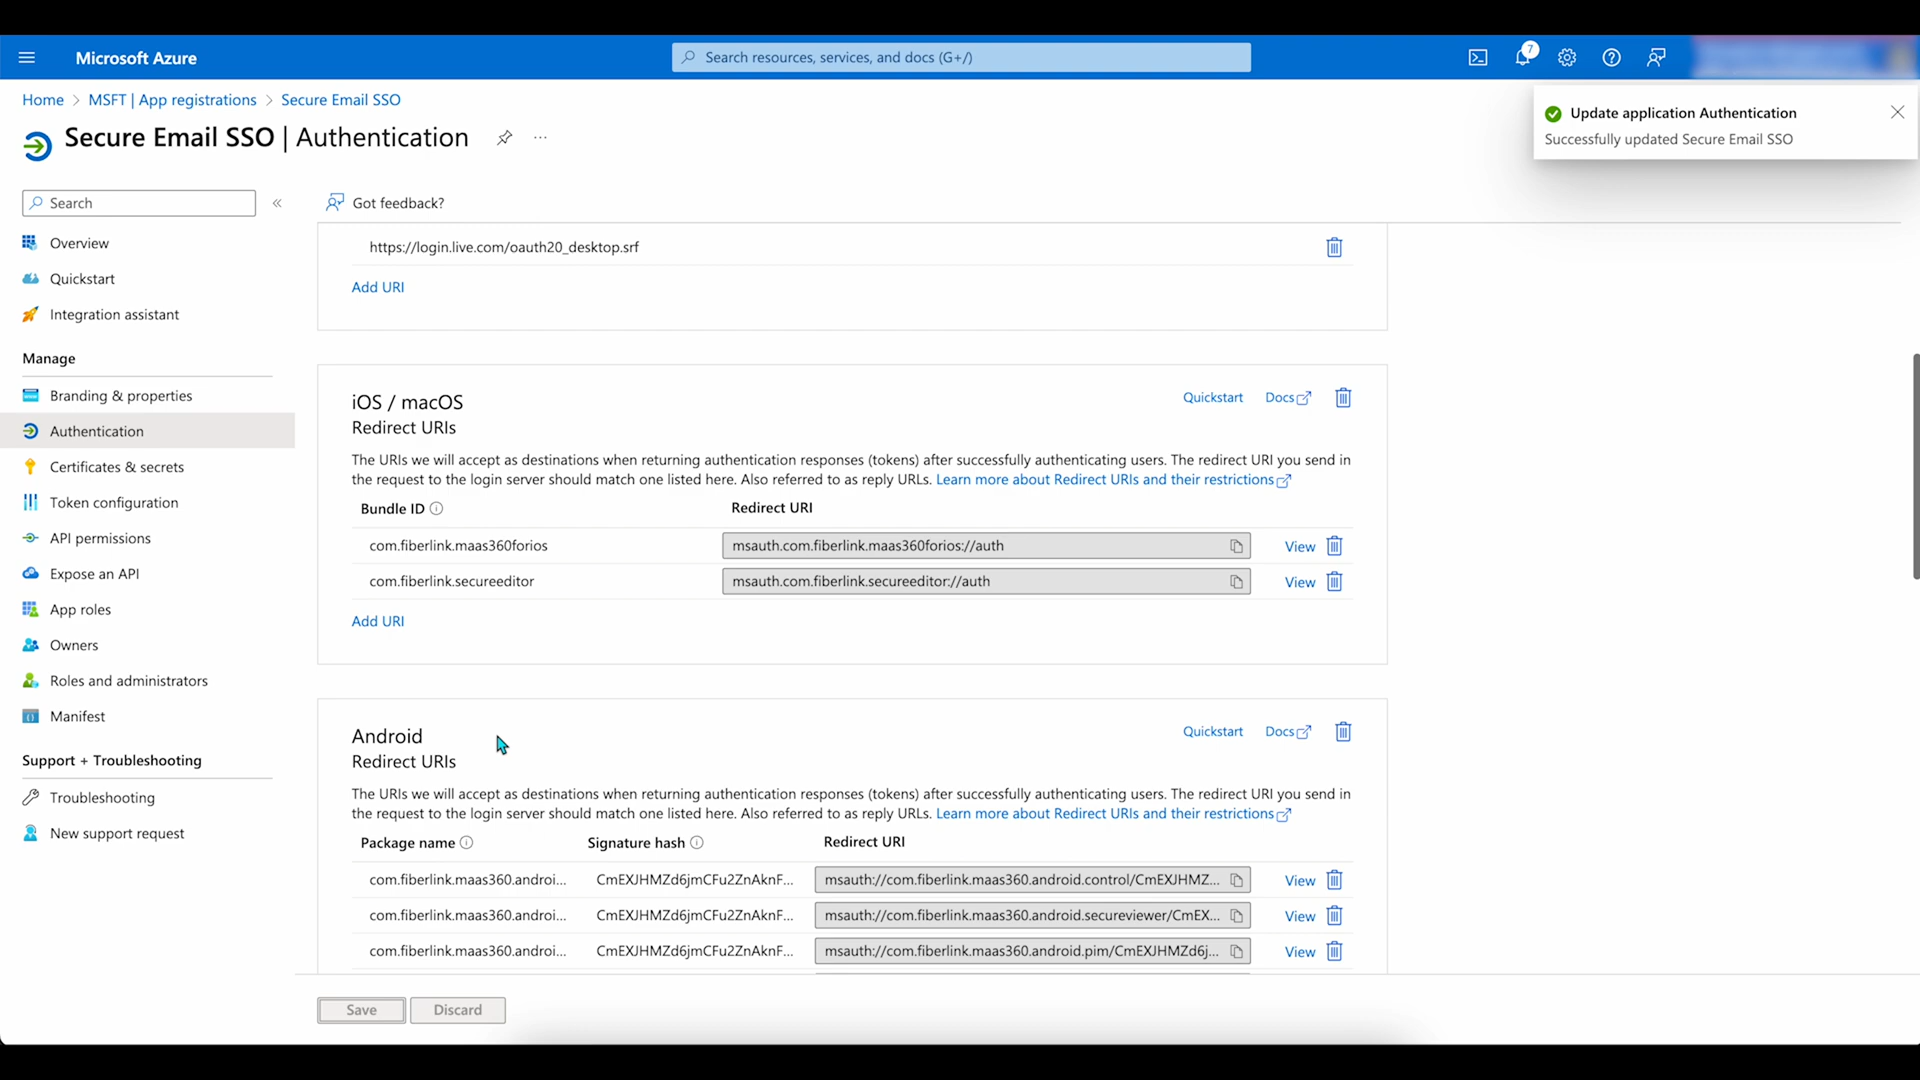 Microsoft Azure
Search resources, services, and docs (G+/)
7
Home > MSFT | App registrations > Secure Email SSO
Secure Email SSO | Authentication
...
Update application Authentication
Successfully updated Secure Email SSO
Search
«
Got feedback?
Overview
Quickstart
Integration assistant
Manage
Branding & properties
Authentication
Certificates & secrets
Token configuration
API permissions
Expose an API
App roles
Owners
Roles and administrators
Manifest
Support + Troubleshooting
Troubleshooting
New support request
https://login.live.com/oauth20_desktop.srf
Add URI
iOS / macOS
Quickstart Docs
Redirect URIs
The URIs we will accept as destinations when returning authentication responses (tokens) after successfully authenticating users. The redirect URI you send in
the request to the login server should match one listed here. Also referred to as reply URLs. Learn more about Redirect URIs and their restrictions
Bundle ID Redirect URI
com.fiberlink.maas360forios msauth.com.fiberlink.maas360forios://auth View
com.fiberlink.secureeditor msauth.com.fiberlink.secureeditor://auth View
Add URI
Android
Quickstart Docs
Redirect URIs
The URIs we will accept as destinations when returning authentication responses (tokens) after successfully authenticating users. The redirect URI you send in
the request to the login server should match one listed here. Also referred to as reply URLs. Learn more about Redirect URIs and their restrictions
Package name Signature hash Redirect URI
com.fiberlink.maas360.androi... CmEXJHMZd6jmCFu2ZnAknF... msauth://com.fiberlink.maas360.android.control/CmEXJHMZ... View
com.fiberlink.maas360.androi... CmEXJHMZd6jmCFu2ZnAknF... msauth://com.fiberlink.maas360.android.secureviewer/CmEX... View
com.fiberlink.maas360.androi... CmEXJHMZd6jmCFu2ZnAknF... msauth://com.fiberlink.maas360.android.pim/CmEXJHMZd6j... View
Save Discard